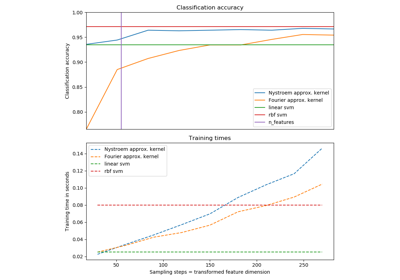 Classification accuracy
1.00
0.95
0.90
0.85
0.80
Classification accuracy
Nystroem approx. kernel
Fourier approx. kernel
linear svm
rbf svm
n_features
Training times
0.14
0.12
0.10
0.08
0.06
0.04
0.02
Training time in seconds
Nystroem approx. kernel
Fourier approx. kernel
linear svm
rbf svm
50
100
150
200
250
Sampling steps = transformed feature dimension